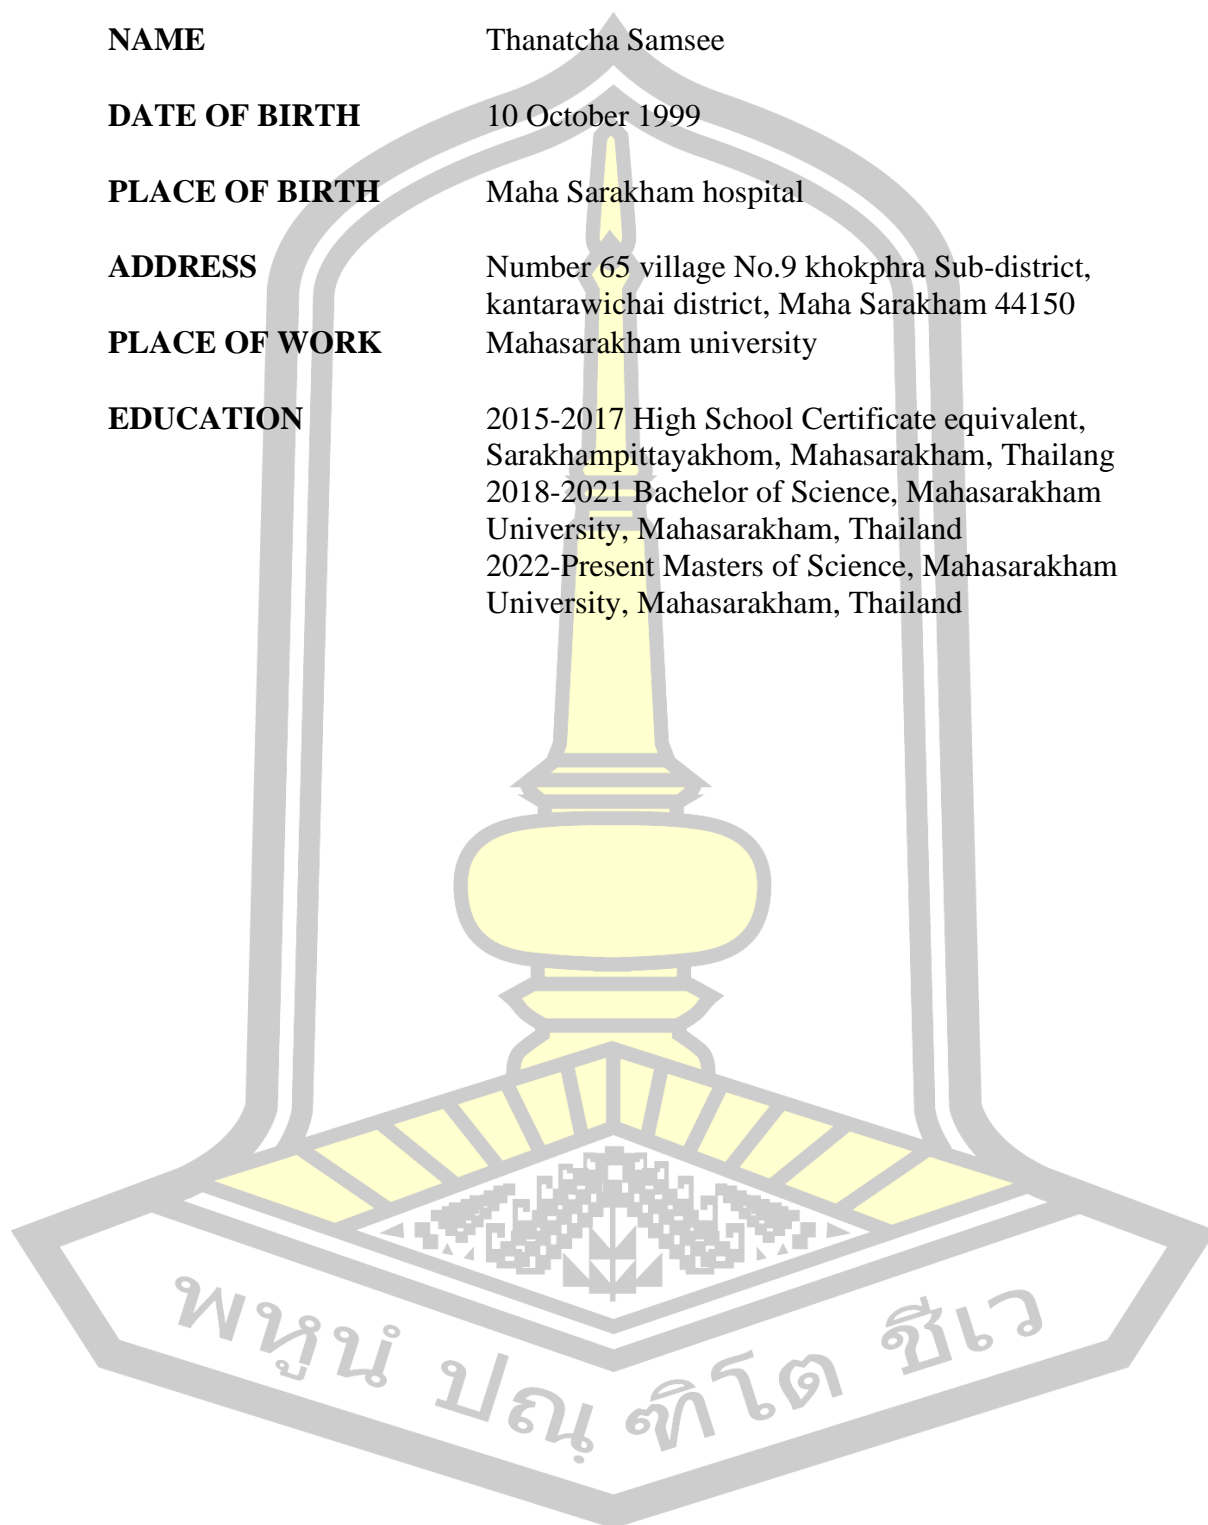 NAME Thanatcha Samsee
DATE OF BIRTH 10 October 1999
PLACE OF BIRTH Maha Sarakham hospital
ADDRESS Number 65 village No.9 khokphra Sub-district,
kantarawichai district, Maha Sarakham 44150
PLACE OF WORK Mahasarakham university
EDUCATION 2015-2017 High School Certificate equivalent,
Sarakhampittayakhom, Mahasarakham, Thailang
2018-2021 Bachelor of Science, Mahasarakham
University, Mahasarakham, Thailand
2022-Present Masters of Science, Mahasarakham
University, Mahasarakham, Thailand
พหูนํ ปณฺ ฑิโต ชีเว